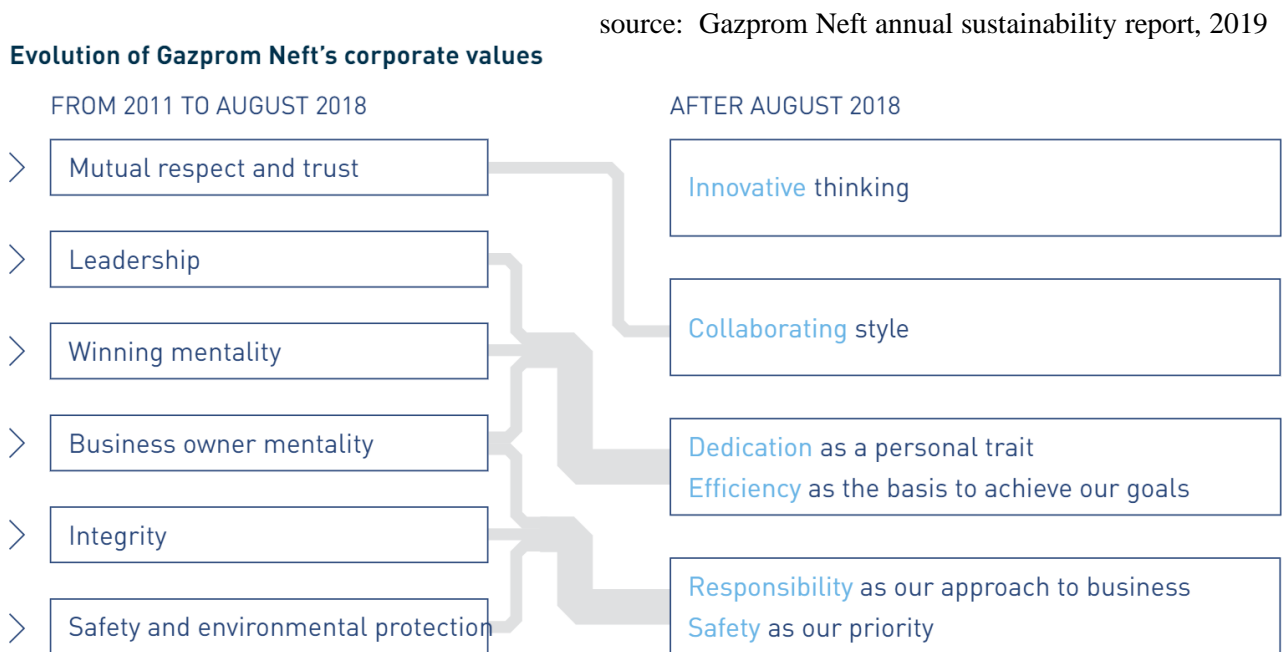 source: Gazprom Neft annual sustainability report, 2019
Evolution of Gazprom Neft's corporate values
FROM 2011 TO AUGUST 2018
Mutual respect and trust
Leadership
Winning mentality
Business owner mentality
Integrity
Safety and environmental protection
AFTER AUGUST 2018
Innovative thinking
Collaborating style
Dedication as a personal trait
Efficiency as the basis to achieve our goals
Responsibility as our approach to business
Safety as our priority